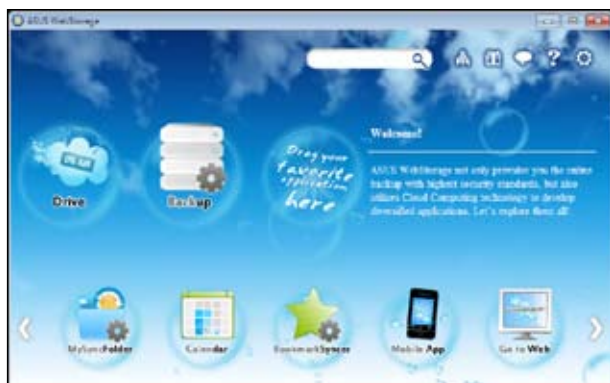 ASUS WebStorage
Welcome!
Drag your
favorite
application
here
ASUS WebStorage not only provides you the online
backup with highest security standards, but also
utilizes Cloud Computing technology to develop
diversified applications. Let's explore them all!
Drive
Backup
MySyncFolder
Calendar
BookmarkSyncer
Mobile App
Go to Web